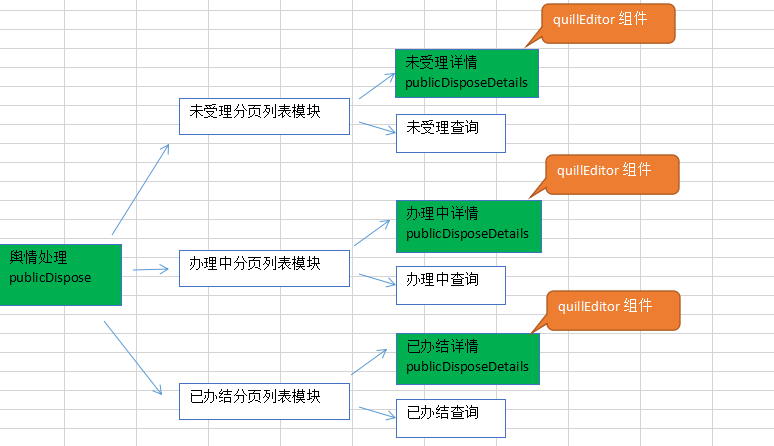 quillEditor 组件
未受理详情
publicDisposeDetails
未受理分页列表模块
未受理查询
quillEditor 组件
办理中详情
publicDisposeDetails
舆情处理
publicDispose
办理中分页列表模块
办理中查询
quillEditor 组件
已办结详情
publicDisposeDetails
已办结分页列表模块
已办结查询